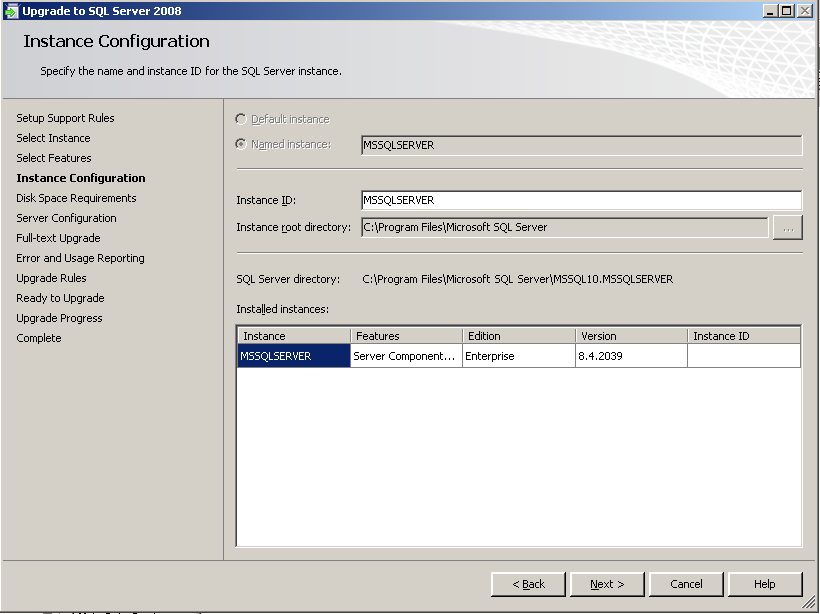 Upgrade to SQL Server 2008
Instance Configuration
Specify the name and instance ID for the SQL Server instance.
Setup Support Rules
Select Instance
Select Features
Instance Configuration
Disk Space Requirements
Server Configuration
Full-text Upgrade
Error and Usage Reporting
Upgrade Rules
Ready to Upgrade
Upgrade Progress
Complete
Default instance
Named instance: MSSQLSERVER
Instance ID: MSSQLSERVER
Instance root directory: C:\Program Files\Microsoft SQL Server ...
SQL Server directory: C:\Program Files\Microsoft SQL Server\MSSQL10.MSSQLSERVER
Installed instances:
Instance Features Edition Version Instance ID
MSSQLSERVER Server Component... Enterprise 8.4.2039
< Back Next > Cancel Help